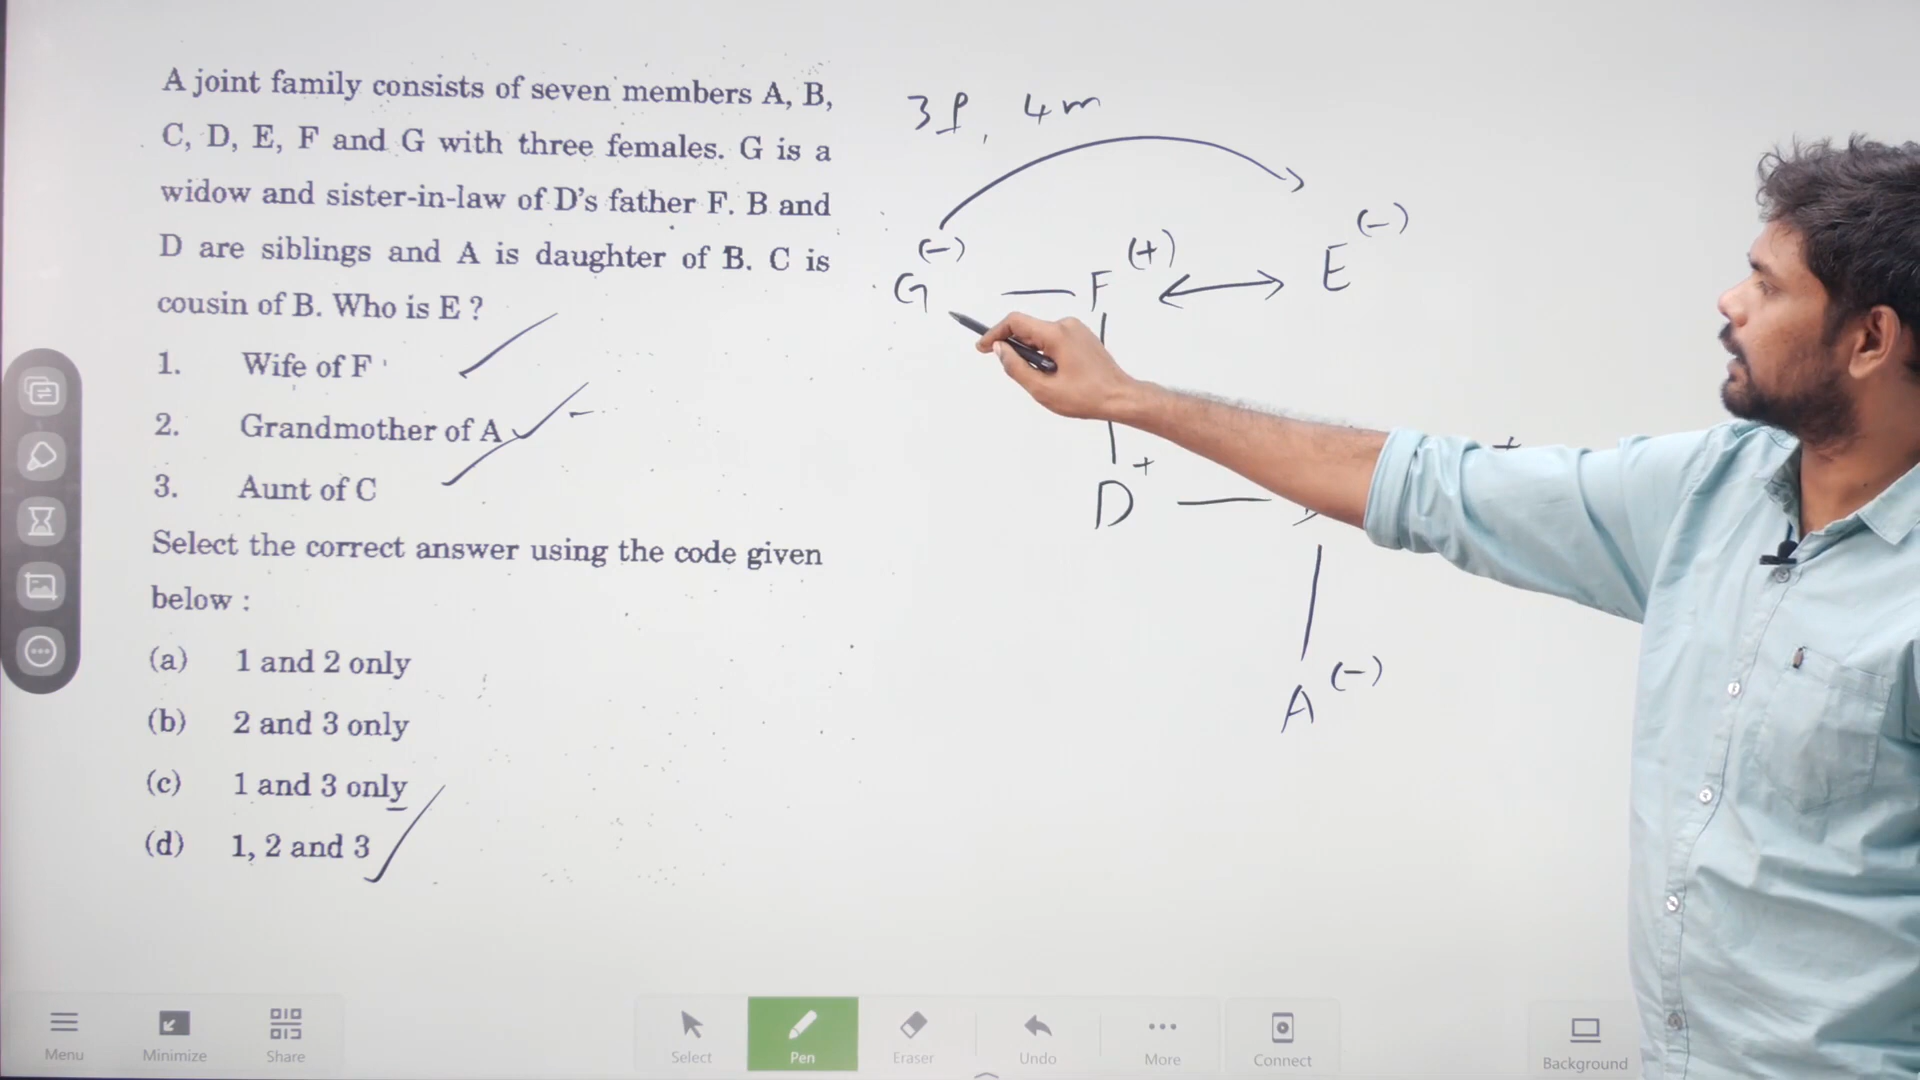 A joint family consists of seven members A, B,
C, D, E, F and G with three females. G is a
widow and sister-in-law of D's father F. B and
D are siblings and A is daughter of B. C is
cousin of B. Who is E ?
1. Wife of F
2. Grandmother of A
3. Aunt of C
Select the correct answer using the code given
below :
(a) 1 and 2 only
(b) 2 and 3 only
(c) 1 and 3 only
(d) 1, 2 and 3
3f, 4m
(-) (+) (-)
G — F ↔ E
D +
A (-)
Menu Minimize Share Select Pen Eraser Undo More Connect Background